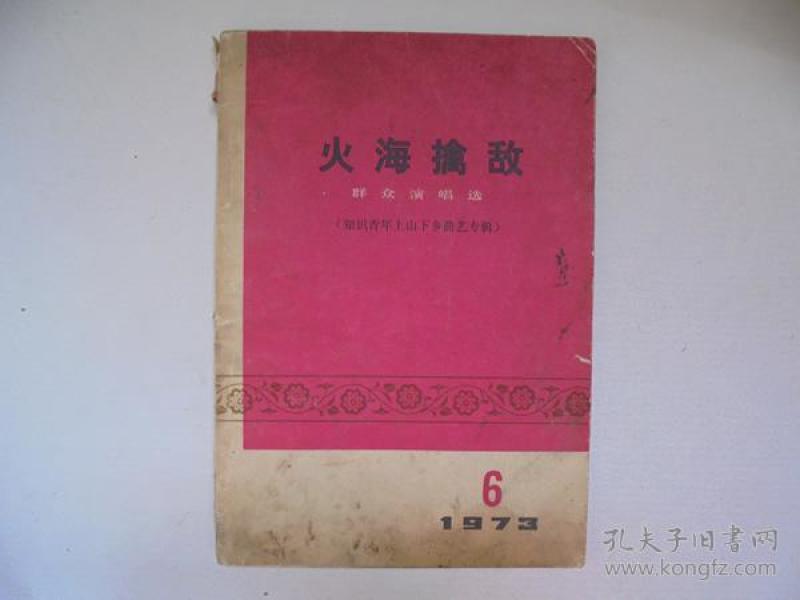 火海擒敌
群众演唱选
（知识青年上山下乡曲艺专辑）
6
1973
孔夫子旧書网
www.kongfz.com